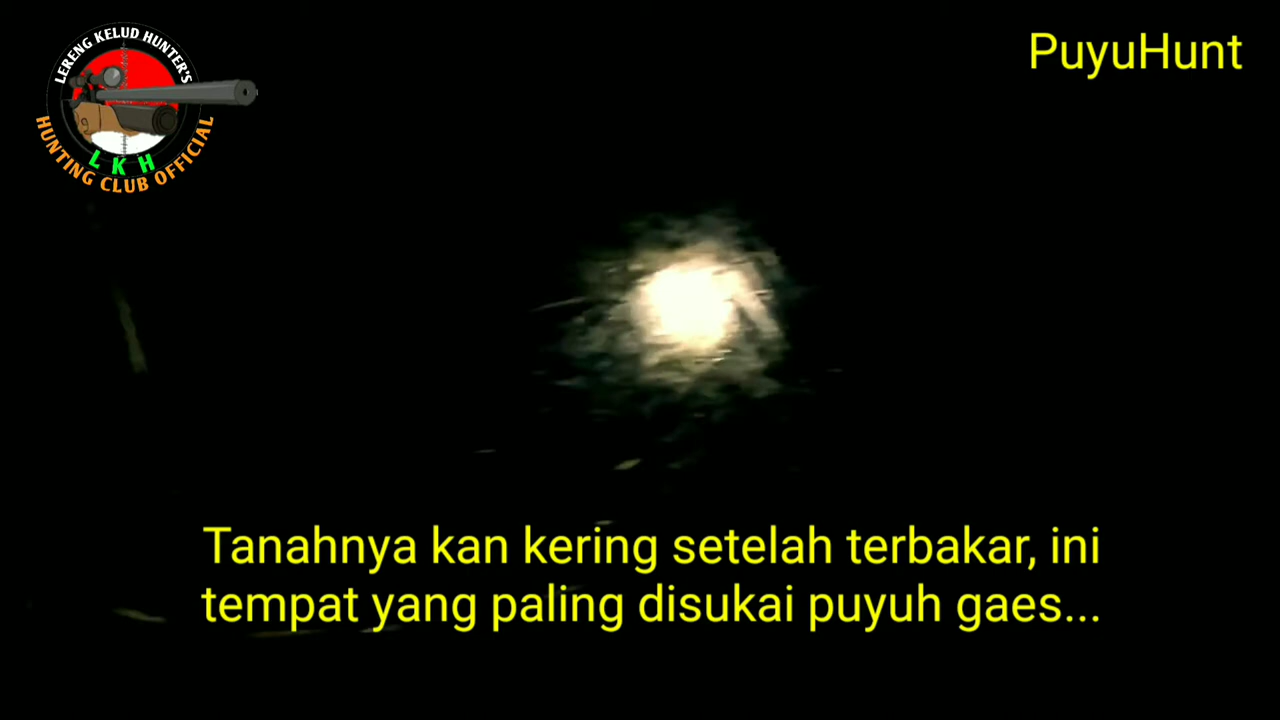 LERENG KELUD HUNTER'S
PuyuHunt
L K H
HUNTING CLUB OFFICIAL
Tanahnya kan kering setelah terbakar, ini
tempat yang paling disukai puyuh gaes...